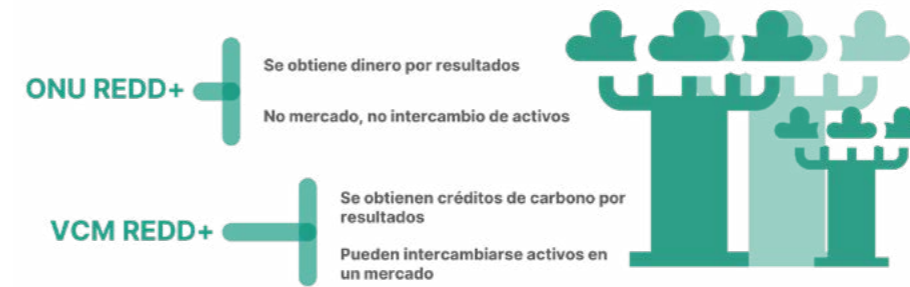 ONU REDD+
Se obtiene dinero por resultados
No mercado, no intercambio de activos
VCM REDD+
Se obtienen créditos de carbono por
resultados
Pueden intercambiarse activos en
un mercado